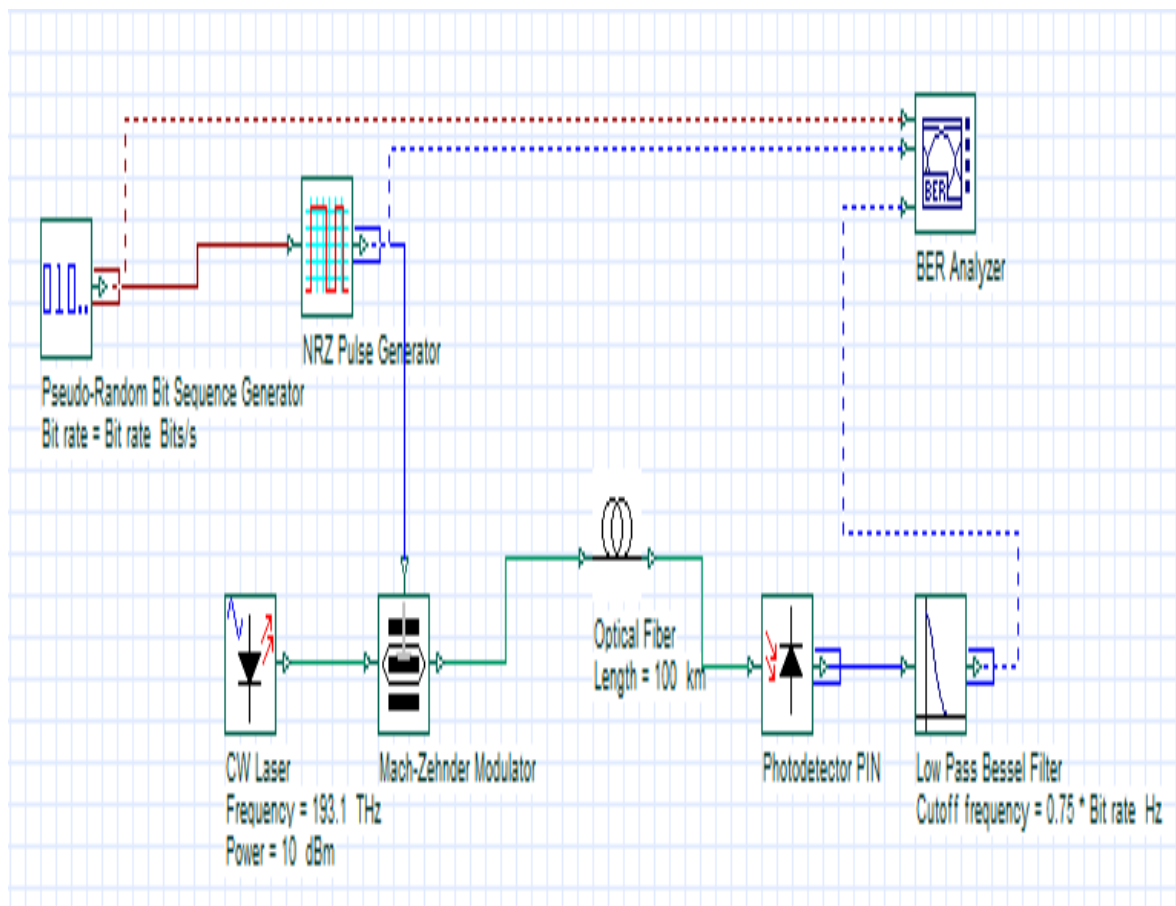 BER
BER Analyzer
010..
NRZ Pulse Generator
Pseudo-Random Bit Sequence Generator
Bit rate = Bit rate Bits/s
Optical Fiber
Length = 100 km
CW Laser
Frequency = 193.1 THz
Power = 10 dBm
Mach-Zehnder Modulator
Photodetector PIN
Low Pass Bessel Filter
Cutoff frequency = 0.75 * Bit rate Hz